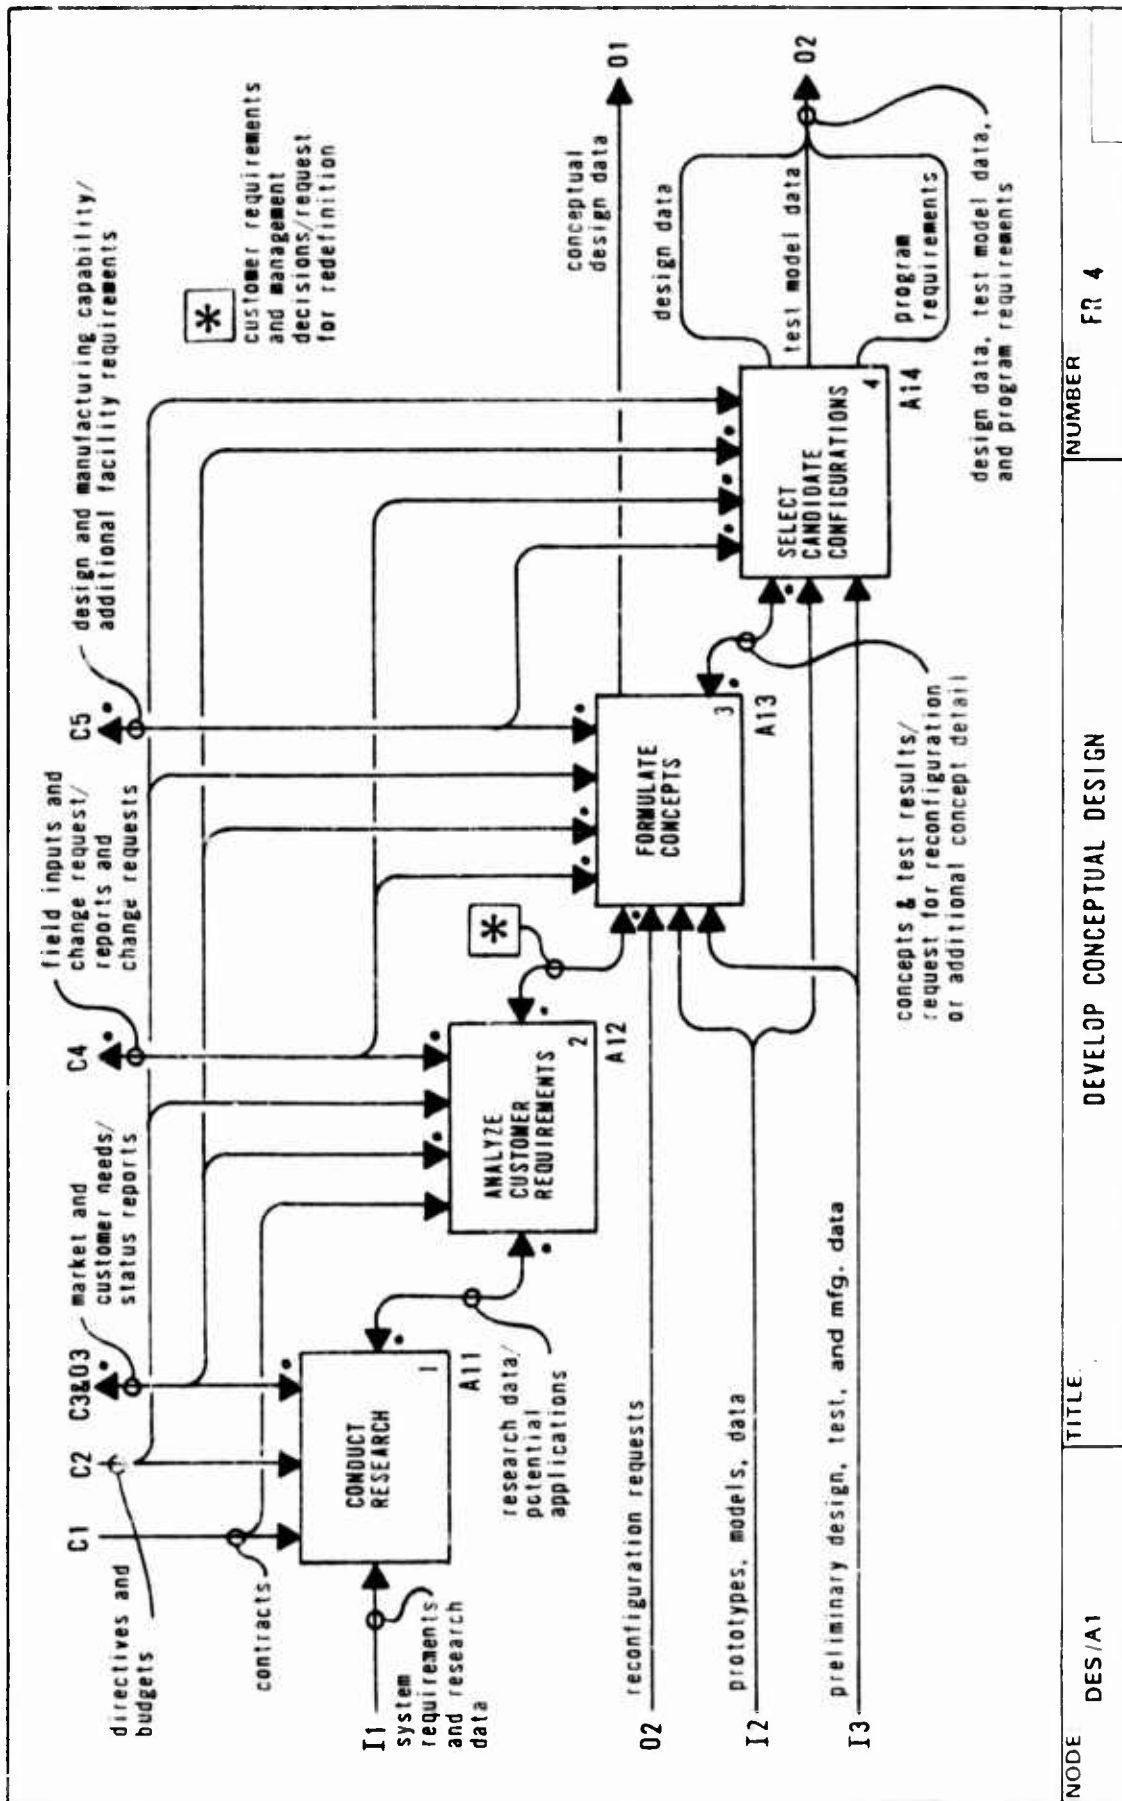 C1
C2
C3&O3
C4
C5
directives and
budgets
contracts
market and
customer needs/
status reports
field inputs and
change request/
reports and
change requests
design and manufacturing capability/
additional facility requirements
*
customer requirements
and management
decisions/request
for redefinition
I1
system
requirements
and research
data
CONDUCT
RESEARCH
1
A11
research data/
potential
applications
ANALYZE
CUSTOMER
REQUIREMENTS
2
A12
*
FORMULATE
CONCEPTS
3
A13
concepts & test results/
request for reconfiguration
or additional concept detail
SELECT
CANDIDATE
CONFIGURATIONS
4
A14
conceptual
design data
O1
design data
test model data
program
requirements
O2
design data, test model data,
and program requirements
O2
reconfiguration requests
I2
prototypes, models, data
I3
preliminary design, test, and mfg. data
NODE
DES/A1
TITLE
DEVELOP CONCEPTUAL DESIGN
NUMBER
FR 4